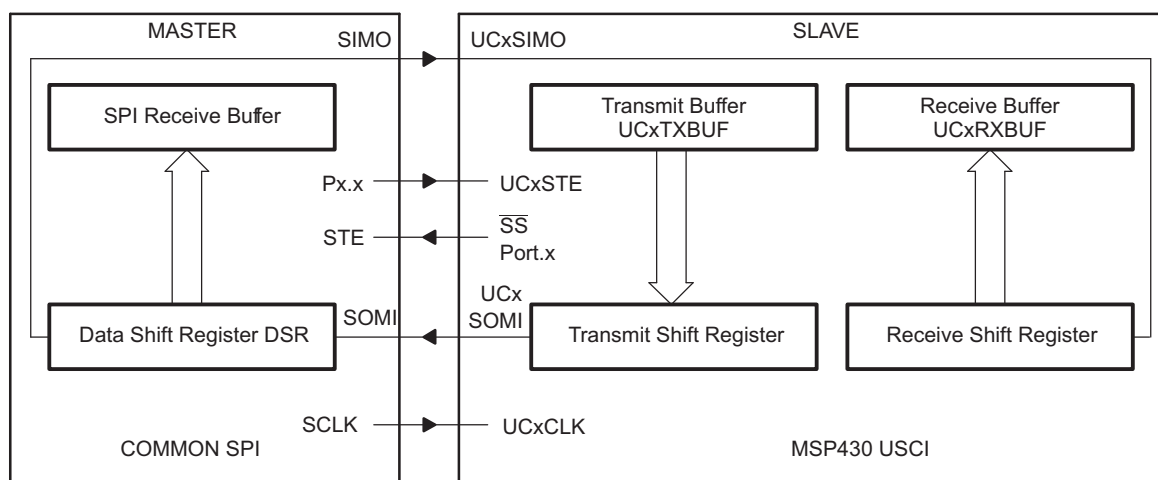 MASTER
SLAVE
SIMO
UCxSIMO
SPI Receive Buffer
Transmit Buffer
UCxTXBUF
Receive Buffer
UCxRXBUF
Px.x
UCxSTE
STE
SS
Port.x
UCx
SOMI
SOMI
Data Shift Register DSR
Transmit Shift Register
Receive Shift Register
SCLK
UCxCLK
COMMON SPI
MSP430 USCI